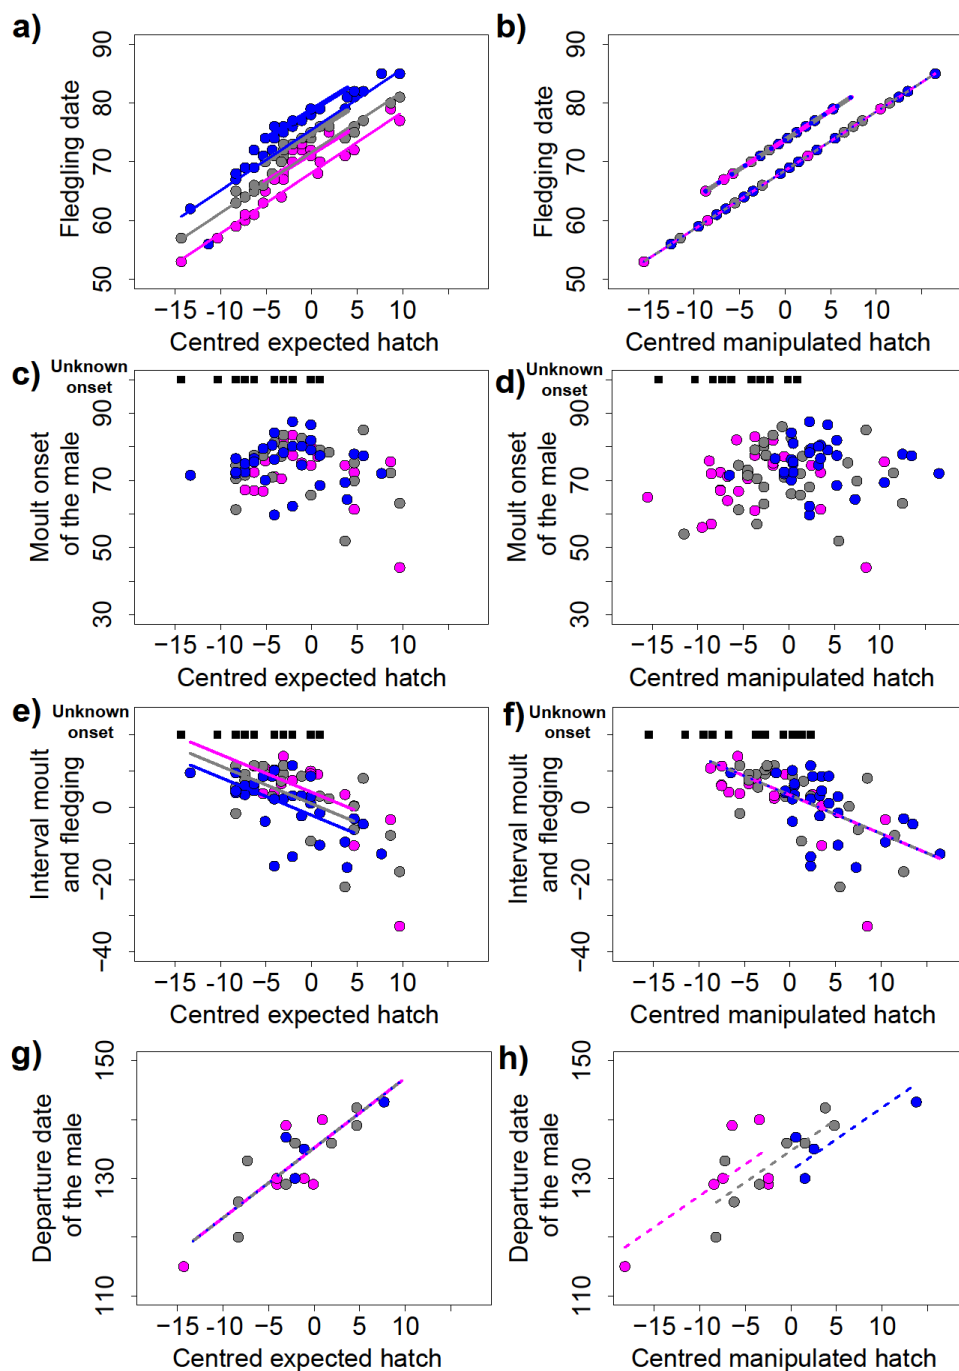 a)
90
80
70
60
50
Fledging date
−15 -10 −5 0 5 10
Centred expected hatch
b)
90
80
70
60
50
Fledging date
−15 -10 −5 0 5 10
Centred manipulated hatch
c)
Unknown
onset
90
70
50
30
Moult onset
of the male
−15 -10 −5 0 5 10
Centred expected hatch
d)
Unknown
onset
90
70
50
30
Moult onset
of the male
−15 -10 −5 0 5 10
Centred manipulated hatch
e)
Unknown
onset
0
−20
−40
Interval moult
and fledging
−15 -10 −5 0 5 10
Centred expected hatch
f)
Unknown
onset
0
−20
−40
Interval moult
and fledging
−15 -10 −5 0 5 10
Centred manipulated hatch
g)
150
130
110
Departure date
of the male
−15 -10 −5 0 5 10
Centred expected hatch
h)
150
130
110
Departure date
of the male
−15 -10 −5 0 5 10
Centred manipulated hatch